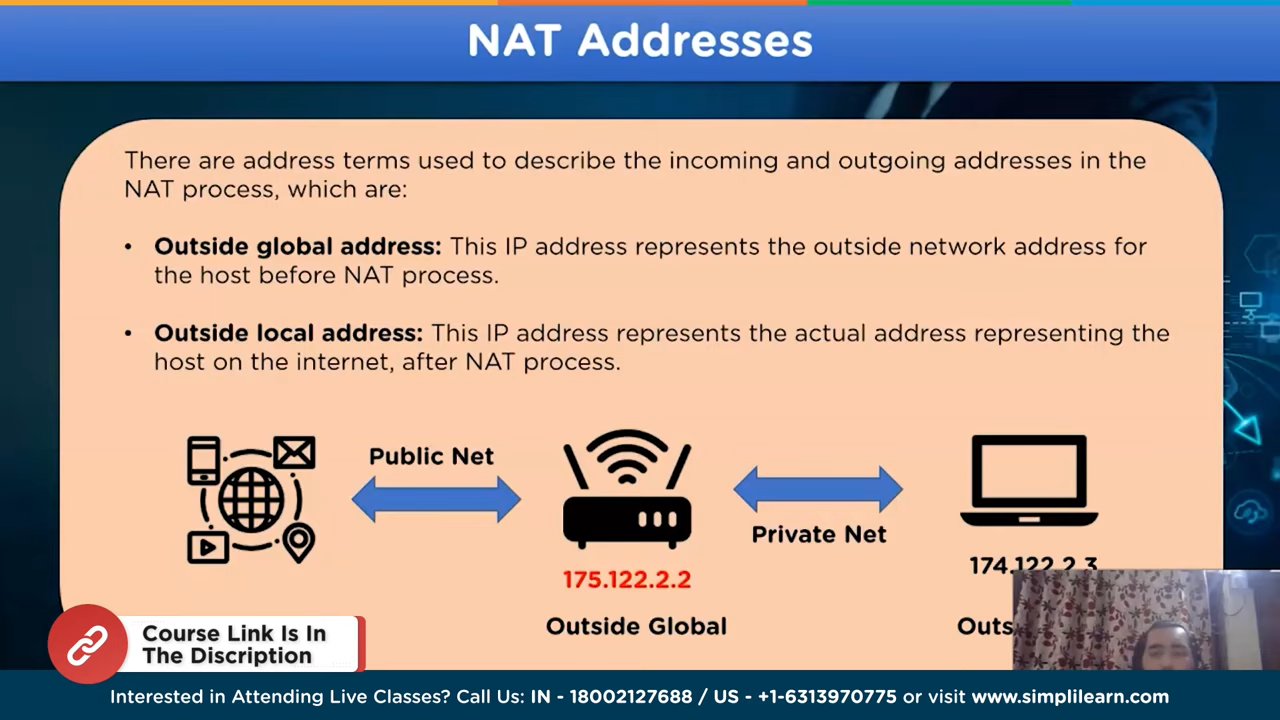 NAT Addresses
There are address terms used to describe the incoming and outgoing addresses in the
NAT process, which are:
• Outside global address: This IP address represents the outside network address for
the host before NAT process.
• Outside local address: This IP address represents the actual address representing the
host on the internet, after NAT process.
Public Net
Private Net
175.122.2.2
174.122.2.3
Outside Global
Course Link Is In
The Discription
Interested in Attending Live Classes? Call Us: IN - 18002127688 / US - +1-6313970775 or visit www.simplilearn.com